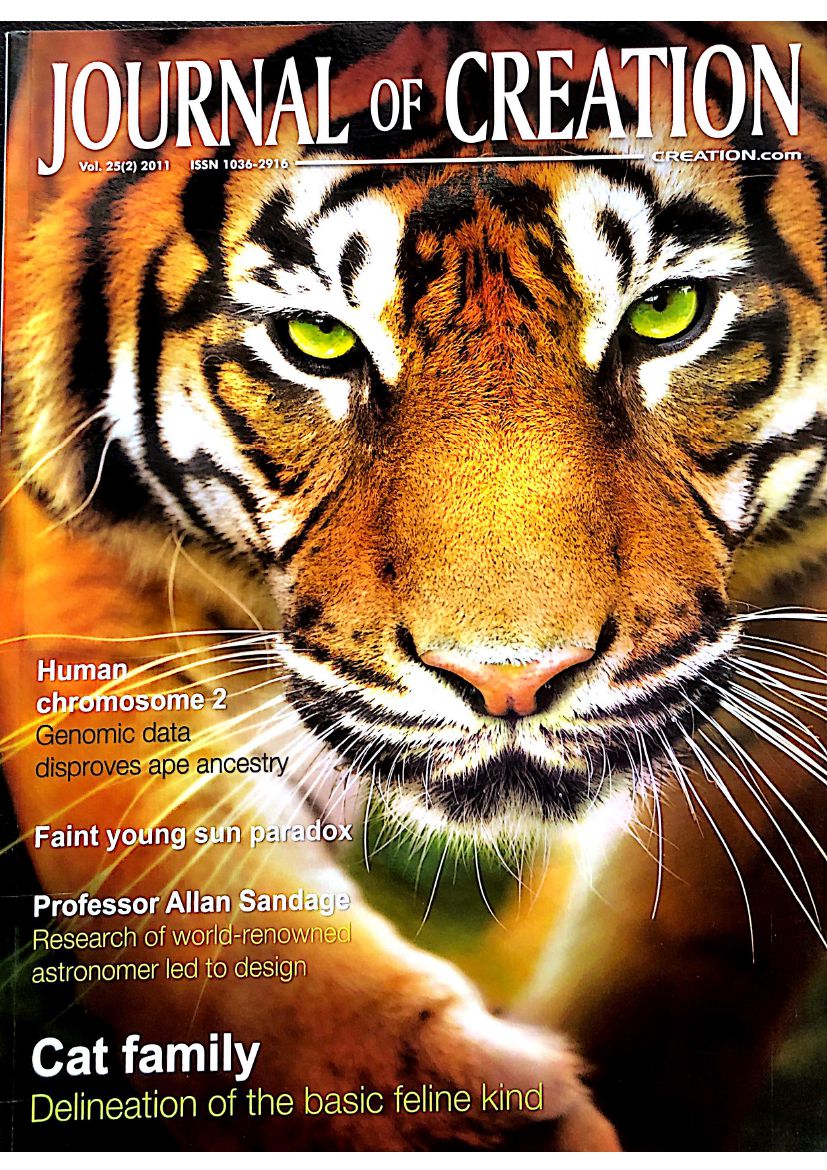 JOURNAL OF CREATION
Vol. 25(2) 2011 ISSN 1036-2916 CREATION.com
Human
chromosome 2
Genomic data
disproves ape ancestry
Faint young sun paradox
Professor Allan Sandage
Research of world-renowned
astronomer led to design
Cat family
Delineation of the basic feline kind